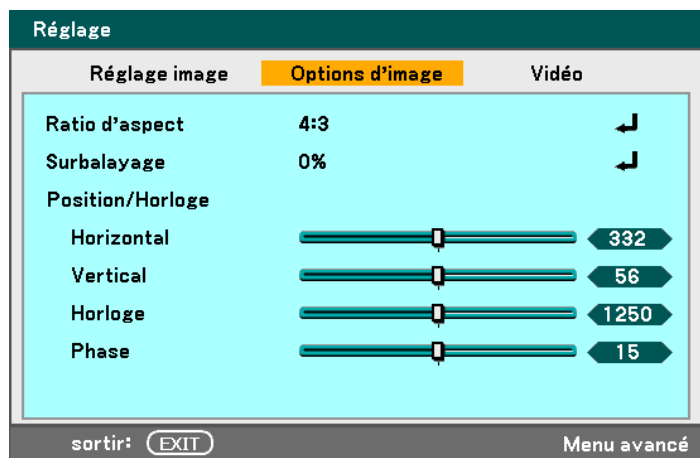 Réglage
Réglage image Options d'image Vidéo
Ratio d'aspect 4:3
Surbalayage 0%
Position/Horloge
Horizontal 332
Vertical 56
Horloge 1250
Phase 15
sortir: EXIT Menu avancé